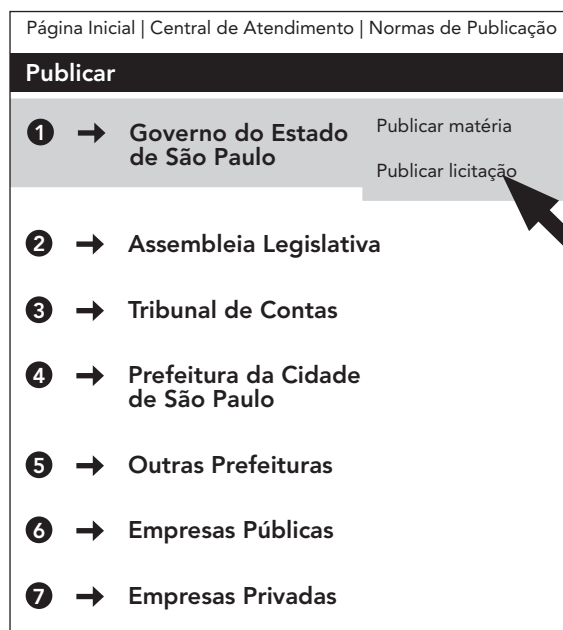 Página Inicial | Central de Atendimento | Normas de Publicação
Publicar
1 → Governo do Estado
de São Paulo
Publicar matéria
Publicar licitação
2 → Assembleia Legislativa
3 → Tribunal de Contas
4 → Prefeitura da Cidade
de São Paulo
5 → Outras Prefeituras
6 → Empresas Públicas
7 → Empresas Privadas